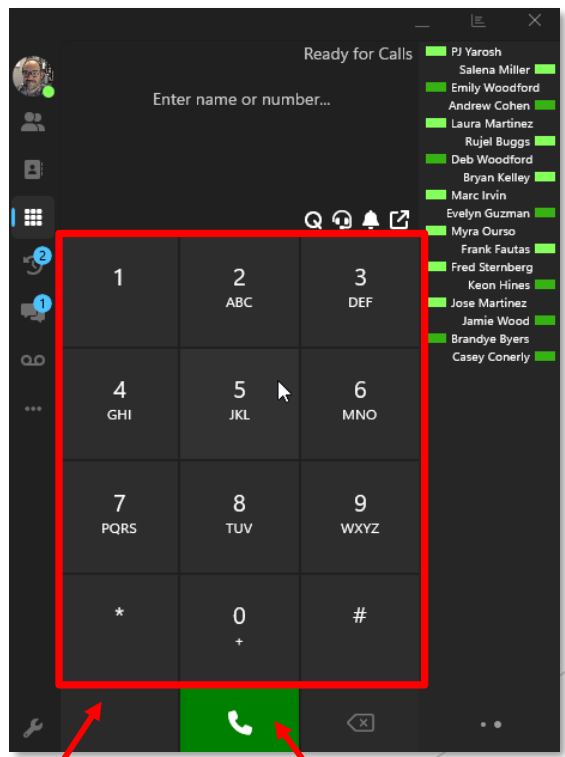 Ready for Calls
Enter name or number...
2
1
1
2
ABC
3
DEF
4
GHI
5
JKL
6
MNO
7
PQRS
8
TUV
9
WXYZ
*
0
+
#
PJ Yarosh
Salena Miller
Emily Woodford
Andrew Cohen
Laura Martinez
Rujel Buggs
Deb Woodford
Bryan Kelley
Marc Irvin
Evelyn Guzman
Myra Ourso
Frank Fautas
Fred Sternberg
Keon Hines
Jose Martinez
Jamie Wood
Brandye Byers
Casey Conerly